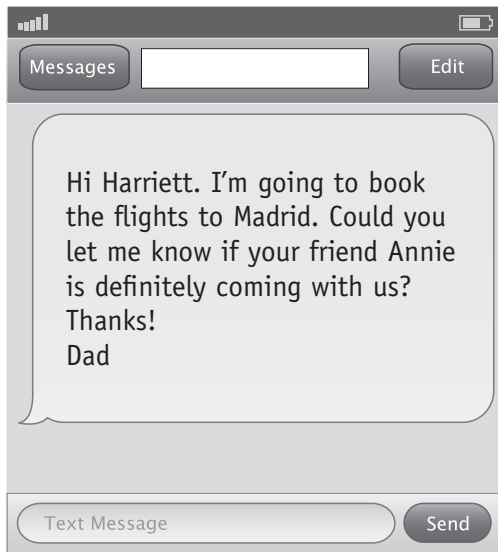 Messages
Edit
Hi Harriett. I’m going to book
the flights to Madrid. Could you
let me know if your friend Annie
is definitely coming with us?
Thanks!
Dad
Text Message
Send